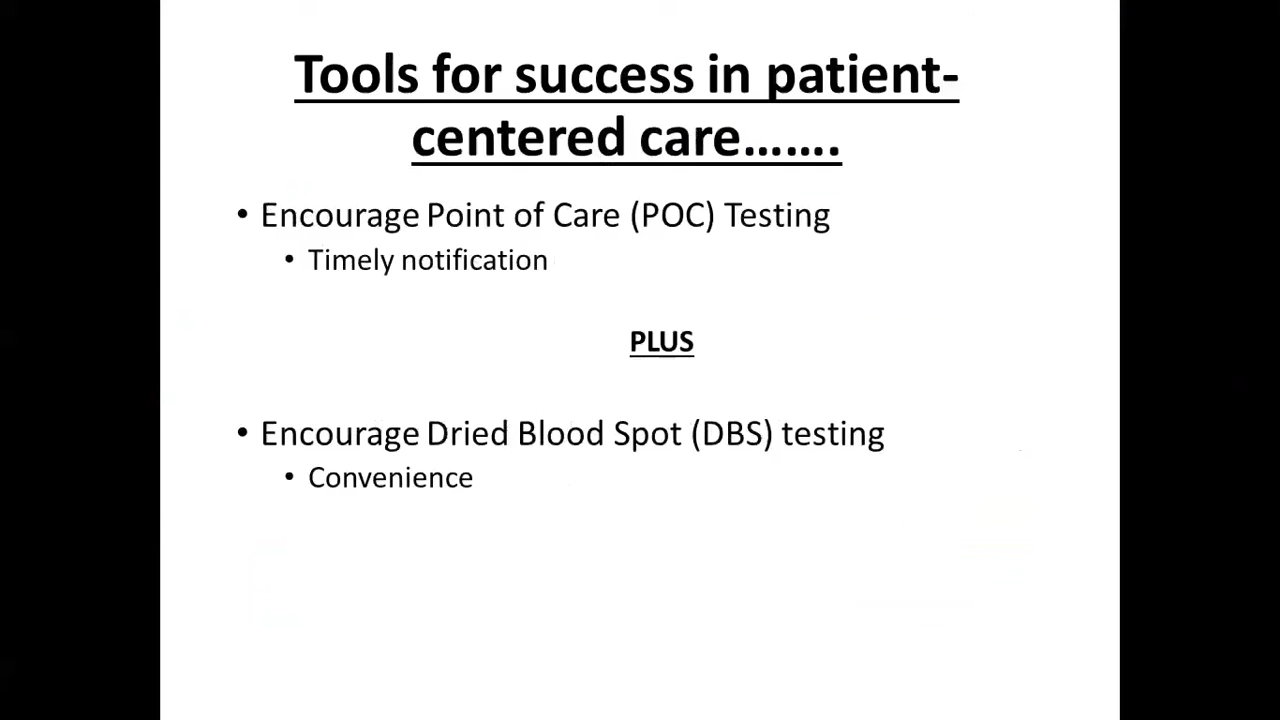 Tools for success in patient-
centered care…….
• Encourage Point of Care (POC) Testing
• Timely notification
PLUS
• Encourage Dried Blood Spot (DBS) testing
• Convenience